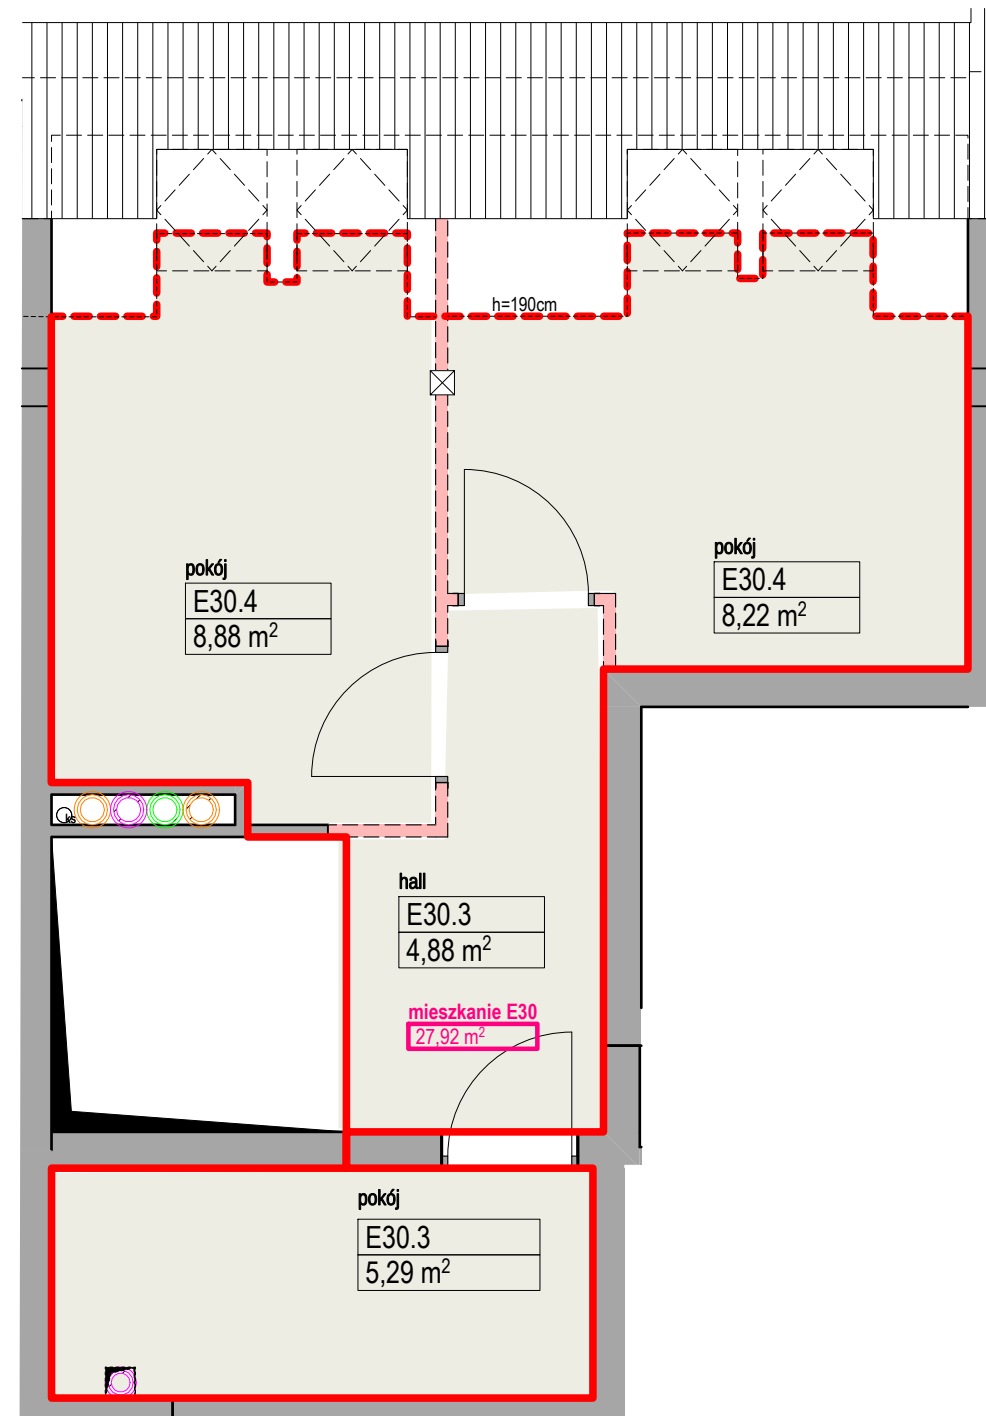 h=190cm
pokój
E30.4
8,88 m²
pokój
E30.4
8,22 m²
ks
hall
E30.3
4,88 m²
mieszkanie E30
27,92 m²
pokój
E30.3
5,29 m²